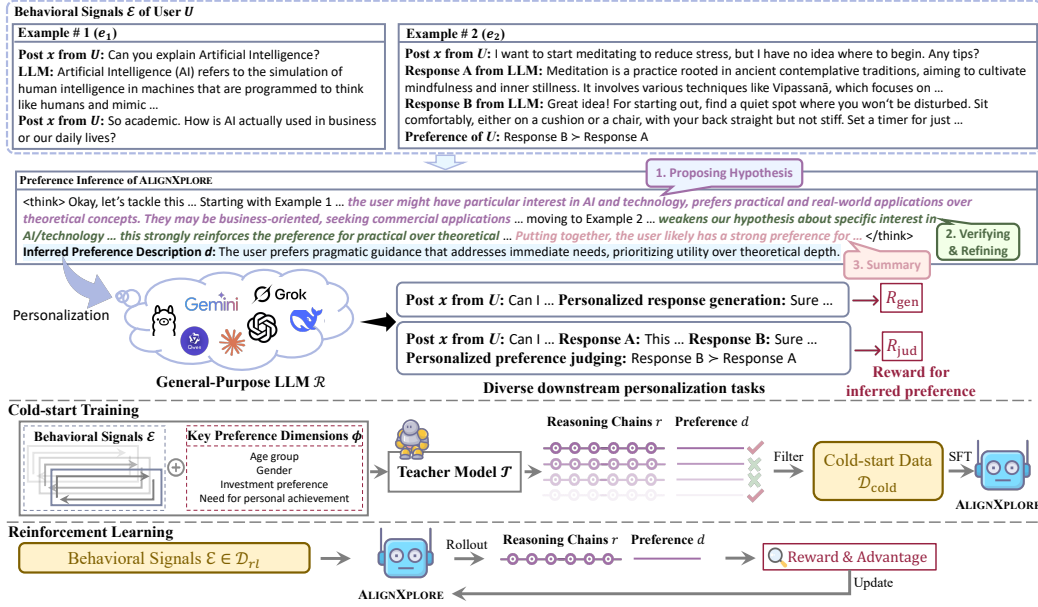 Behavioral Signals ℰ of User U
Example # 1 (e₁)
Post x from U: Can you explain Artificial Intelligence?
LLM: Artificial Intelligence (AI) refers to the simulation of
human intelligence in machines that are programmed to think
like humans and mimic …
Post x from U: So academic. How is AI actually used in business
or our daily lives?
Example # 2 (e₂)
Post x from U: I want to start meditating to reduce stress, but I have no idea where to begin. Any tips?
Response A from LLM: Meditation is a practice rooted in ancient contemplative traditions, aiming to cultivate
mindfulness and inner stillness. It involves various techniques like Vipassanā, which focuses on …
Response B from LLM: Great idea! For starting out, find a quiet spot where you won't be disturbed. Sit
comfortably, either on a cushion or a chair, with your back straight but not stiff. Set a timer for just …
Preference of U: Response B ≻ Response A
Preference Inference of ALIGNXPLORE
1. Proposing Hypothesis
<think> Okay, let's tackle this … Starting with Example 1 … the user might have particular interest in AI and technology, prefers practical and real-world applications over
theoretical concepts. They may be business-oriented, seeking commercial applications … moving to Example 2 … weakens our hypothesis about specific interest in
AI/technology … this strongly reinforces the preference for practical over theoretical … Putting together, the user likely has a strong preference for … </think>
Inferred Preference Description d: The user prefers pragmatic guidance that addresses immediate needs, prioritizing utility over theoretical depth.
2. Verifying
& Refining
3. Summary
Personalization
Gemini
Grok
Qwen
General-Purpose LLM ℛ
Post x from U: Can I … Personalized response generation: Sure …
R_gen
Post x from U: Can I … Response A: This … Response B: Sure …
Personalized preference judging: Response B ≻ Response A
R_jud
Diverse downstream personalization tasks
Reward for
inferred preference
Cold-start Training
Behavioral Signals ℰ
Key Preference Dimensions ϕ
Age group
Gender
Investment preference
Need for personal achievement
Teacher Model 𝒯
Reasoning Chains r
Preference d
Filter
Cold-start Data
𝒟_cold
SFT
ALIGNXPLORE
Reinforcement Learning
Behavioral Signals ℰ ∈ 𝒟_rl
ALIGNXPLORE
Rollout
Reasoning Chains r
Preference d
Reward & Advantage
Update